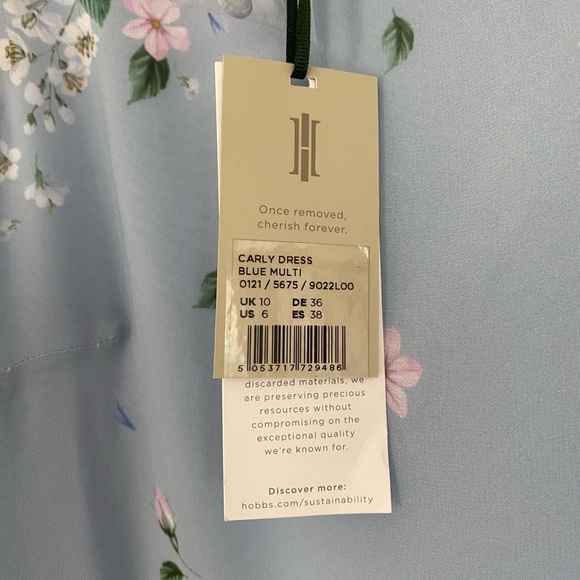 Once removed,
cherish forever.
CARLY DRESS
BLUE MULTI
0121 / 5675 / 9022L00
UK 10 DE 36
US 6 ES 38
5 053717 729486
discarded materials, we
are preserving precious
resources without
compromising on the
exceptional quality
we're known for.
Discover more:
hobbs.com/sustainability